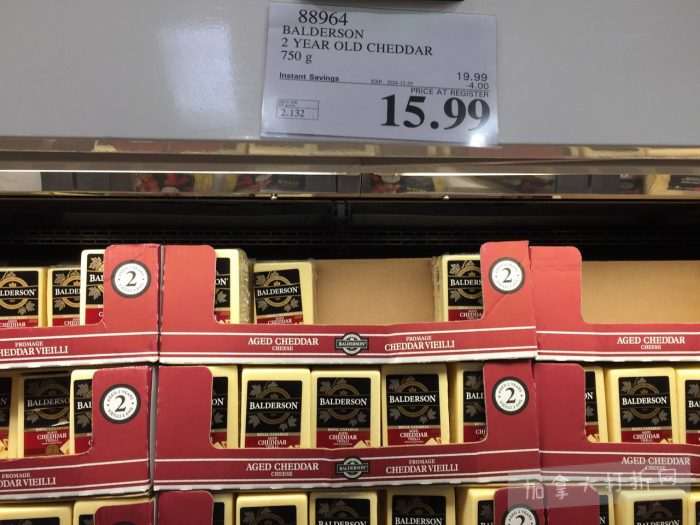 88964
BALDERSON
2 YEAR OLD CHEDDAR
750 g
Instant Savings
19.99
-4.00
PRICE AT REGISTER
15.99
2.132
BALDERSON
BALDERSON
BALDERSON
2
2
FROMAGE
CHEDDAR VIEILLI
AGED CHEDDAR
CHEESE
BALDERSON
FROMAGE
CHEDDAR VIEILLI
AGED CHEDDAR
CHEESE
BALDERSON
BALDERSON
BALDERSON
BALDERSON
2
2
FROMAGE
CHEDDAR VIEILLI
AGED CHEDDAR
CHEESE
BALDERSON
FROMAGE
CHEDDAR VIEILLI
AGED CHEDDAR
CHEESE
BALDERSON
BALDERSON
BALDERSON
BALDERSON
2
加拿大打折网